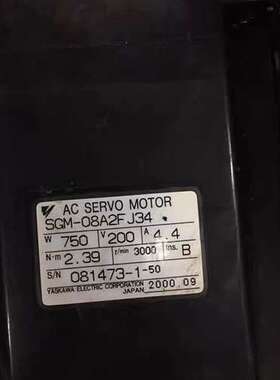 AC SERVO MOTOR
SGM-08A2FJ34
W 750 V 200 A 4.4
N·m 2.39 r/min 3000 Ins. B
S/N 081473-1-50
YASKAWA ELECTRIC CORPORATION 2000.09
JAPAN